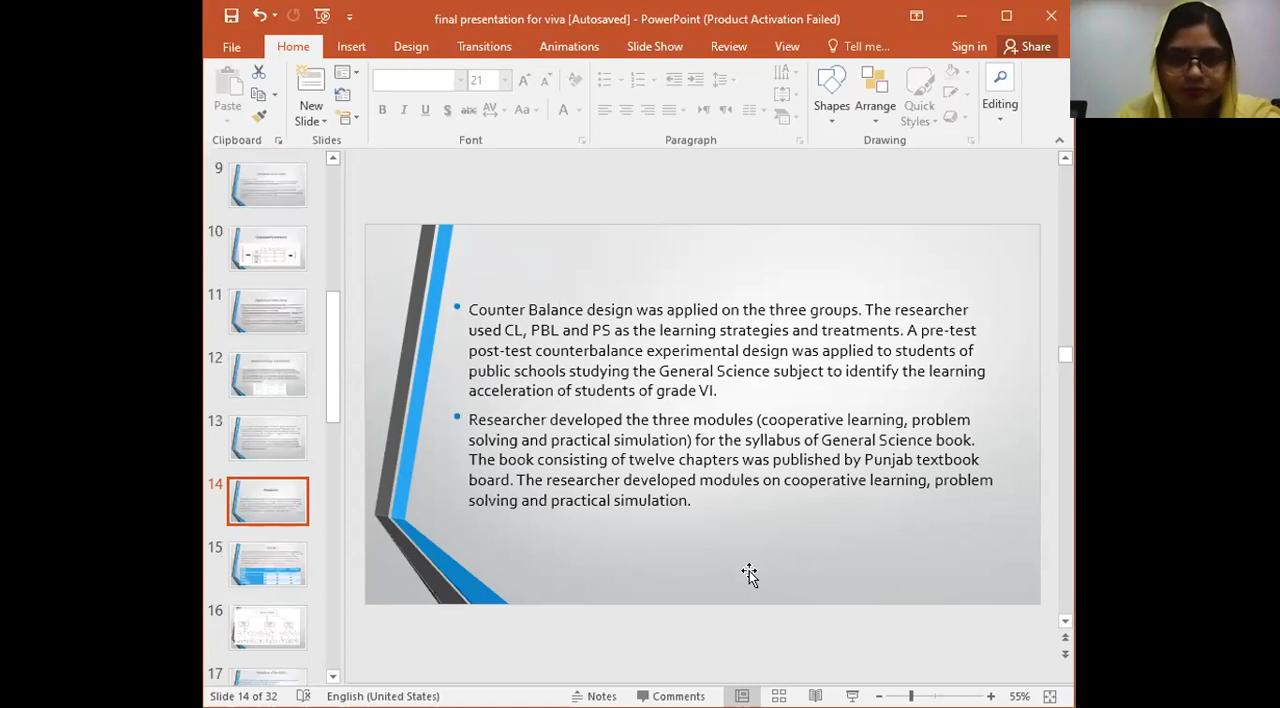 final presentation for viva [Autosaved] - PowerPoint (Product Activation Failed)
File Home Insert Design Transitions Animations Slide Show Review View Tell me... Sign in Share
21
Paste
New
Slide
Shapes Arrange Quick
Styles
Editing
Clipboard Slides Font Paragraph Drawing
9
10
11
12
13
14
15
16
17
Counter Balance design was applied on the three groups. The researcher
used CL, PBL and PS as the learning strategies and treatments. A pre-test
post-test counterbalance experimental design was applied to students of
public schools studying the General Science subject to identify the learning
acceleration of students of grade VI.
Researcher developed the three modules (cooperative learning, problem
solving and practical simulation) for the syllabus of General Science book.
The book consisting of twelve chapters was published by Punjab textbook
board. The researcher developed modules on cooperative learning, problem
solving and practical simulation.
Slide 14 of 32 English (United States) Notes Comments 55%